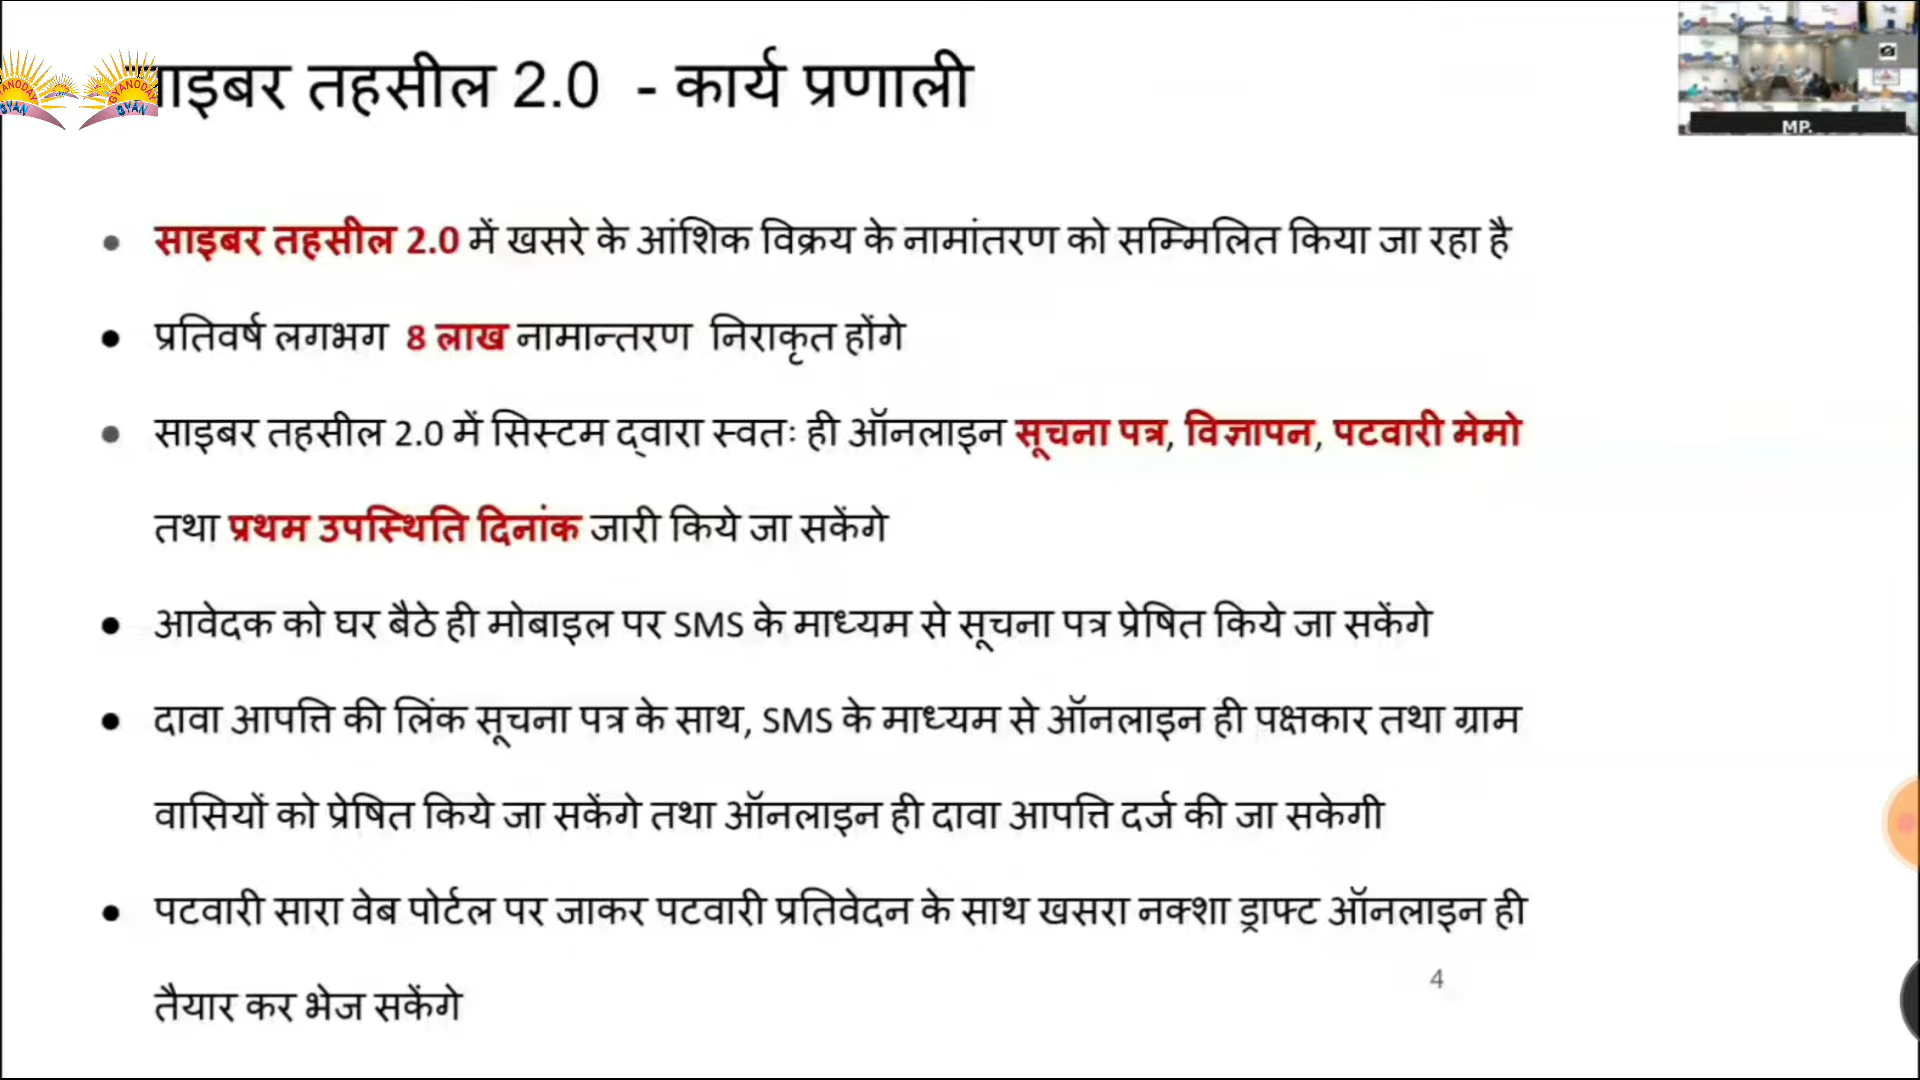 साइबर तहसील 2.0 - कार्य प्रणाली
MP.
• साइबर तहसील 2.0 में खसरे के आंशिक विक्रय के नामांतरण को सम्मिलित किया जा रहा है
• प्रतिवर्ष लगभग 8 लाख नामान्तरण निराकृत होंगे
• साइबर तहसील 2.0 में सिस्टम द्वारा स्वतः ही ऑनलाइन सूचना पत्र, विज्ञापन, पटवारी मेमो
तथा प्रथम उपस्थिति दिनांक जारी किये जा सकेंगे
• आवेदक को घर बैठे ही मोबाइल पर SMS के माध्यम से सूचना पत्र प्रेषित किये जा सकेंगे
• दावा आपत्ति की लिंक सूचना पत्र के साथ, SMS के माध्यम से ऑनलाइन ही पक्षकार तथा ग्राम
वासियों को प्रेषित किये जा सकेंगे तथा ऑनलाइन ही दावा आपत्ति दर्ज की जा सकेगी
• पटवारी सारा वेब पोर्टल पर जाकर पटवारी प्रतिवेदन के साथ खसरा नक्शा ड्राफ्ट ऑनलाइन ही
तैयार कर भेज सकेंगे
4